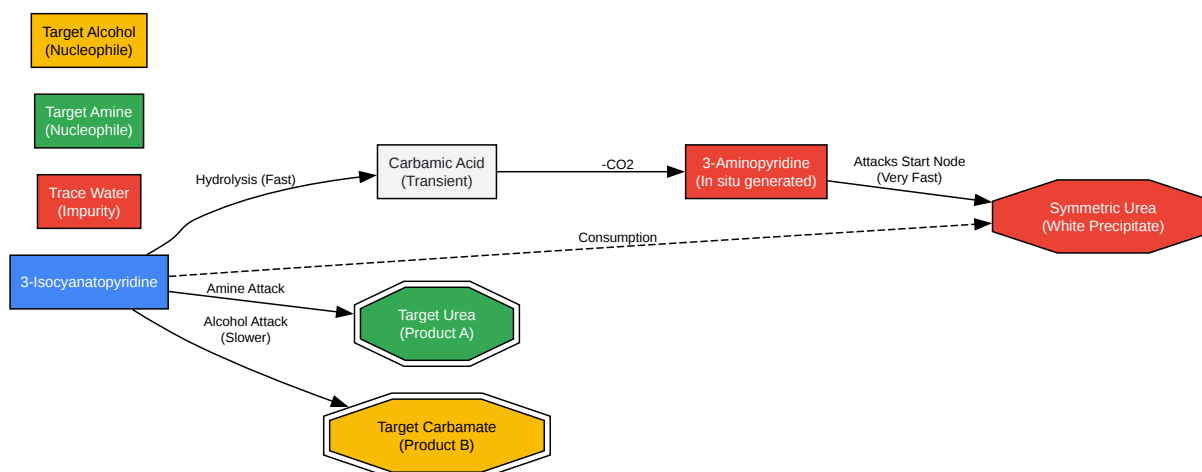 Target Alcohol
(Nucleophile)
Target Amine
(Nucleophile)
Trace Water
(Impurity)
3-Isocyanatopyridine
Hydrolysis (Fast)
Carbamic Acid
(Transient)
-CO2
3-Aminopyridine
(In situ generated)
Attacks Start Node
(Very Fast)
Symmetric Urea
(White Precipitate)
Consumption
Amine Attack
Target Urea
(Product A)
Alcohol Attack
(Slower)
Target Carbamate
(Product B)